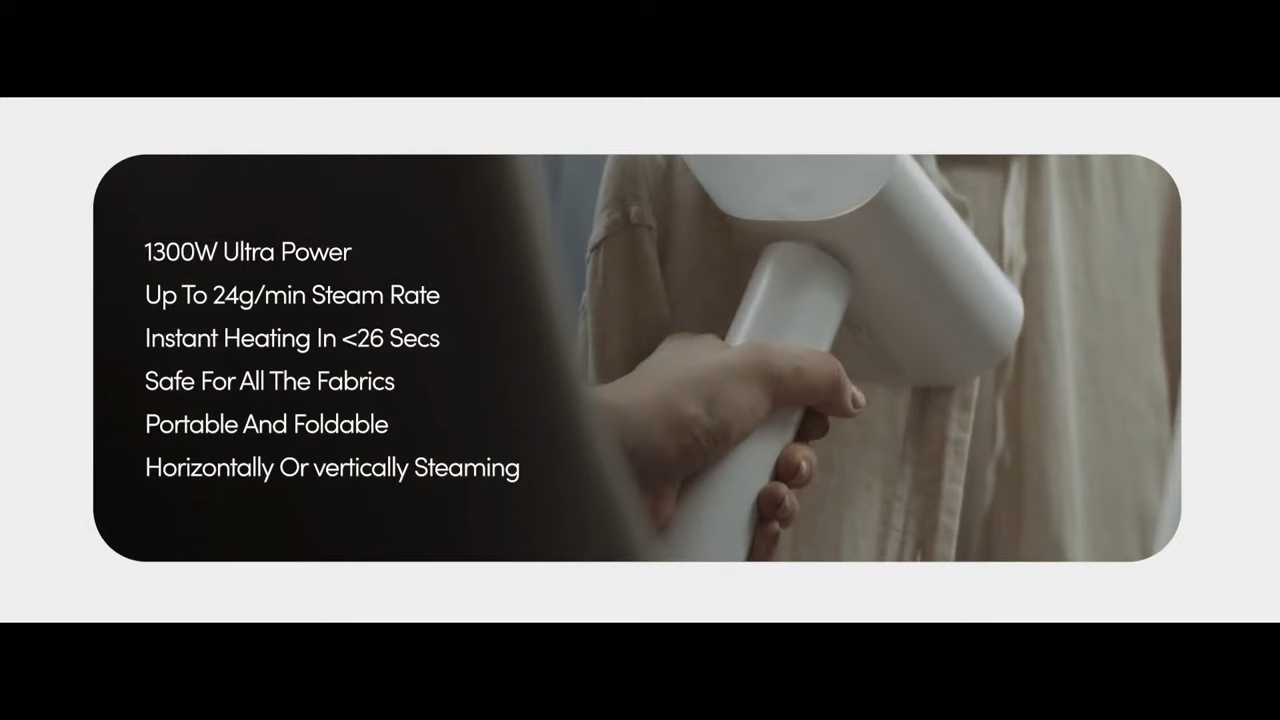 1300W Ultra Power
Up To 24g/min Steam Rate
Instant Heating In <26 Secs
Safe For All The Fabrics
Portable And Foldable
Horizontally Or vertically Steaming